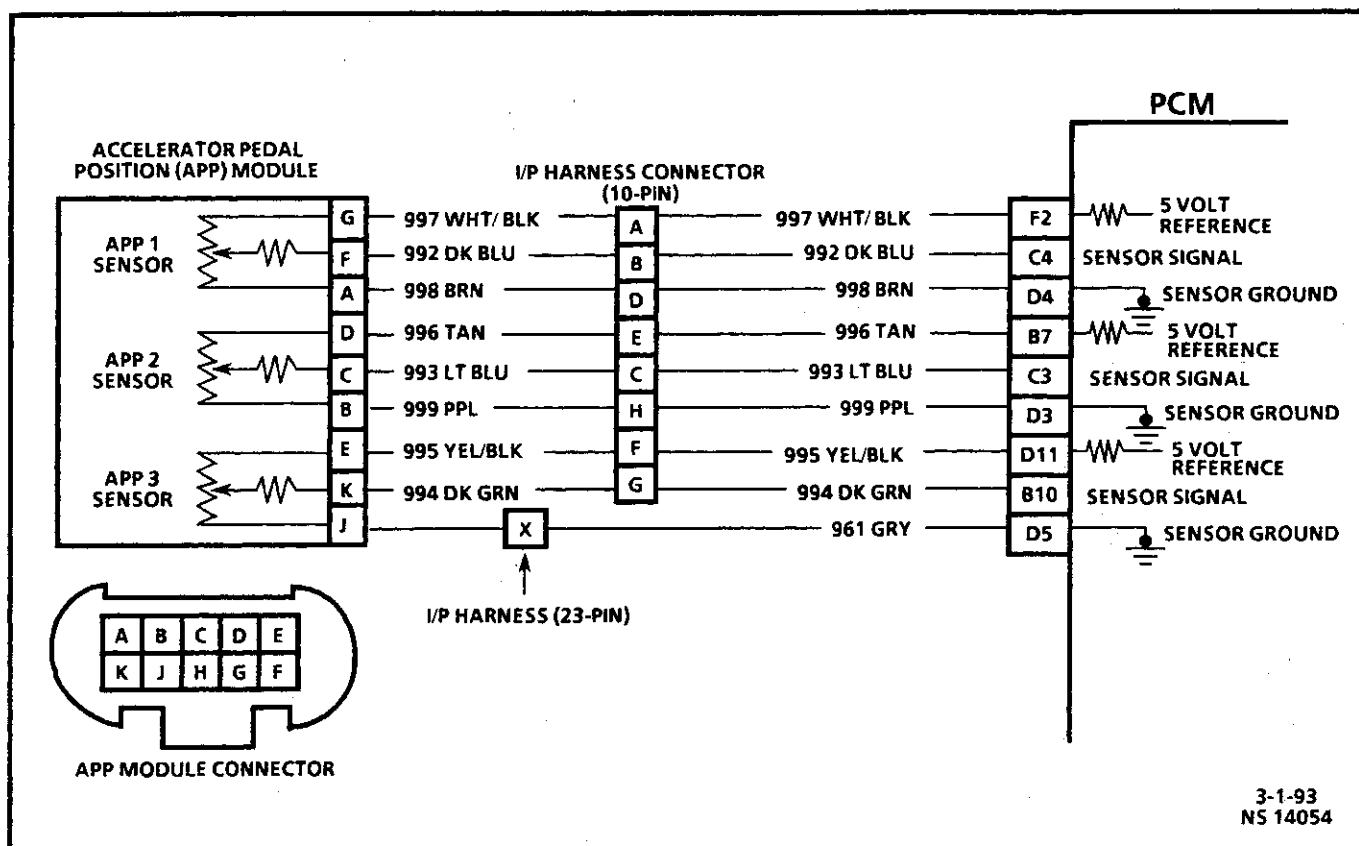 PCM
ACCELERATOR PEDAL
POSITION (APP) MODULE
I/P HARNESS CONNECTOR
(10-PIN)
APP 1
SENSOR
G
997 WHT/BLK
A
997 WHT/BLK
F2
5 VOLT
REFERENCE
F
992 DK BLU
B
992 DK BLU
C4
SENSOR SIGNAL
A
998 BRN
D
998 BRN
D4
SENSOR GROUND
APP 2
SENSOR
D
996 TAN
E
996 TAN
B7
5 VOLT
REFERENCE
C
993 LT BLU
C
993 LT BLU
C3
SENSOR SIGNAL
B
999 PPL
H
999 PPL
D3
SENSOR GROUND
APP 3
SENSOR
E
995 YEL/BLK
F
995 YEL/BLK
D11
5 VOLT
REFERENCE
K
994 DK GRN
G
994 DK GRN
B10
SENSOR SIGNAL
J
X
961 GRY
D5
SENSOR GROUND
I/P HARNESS (23-PIN)
A B C D E
K J H G F
APP MODULE CONNECTOR
3-1-93
NS 14054